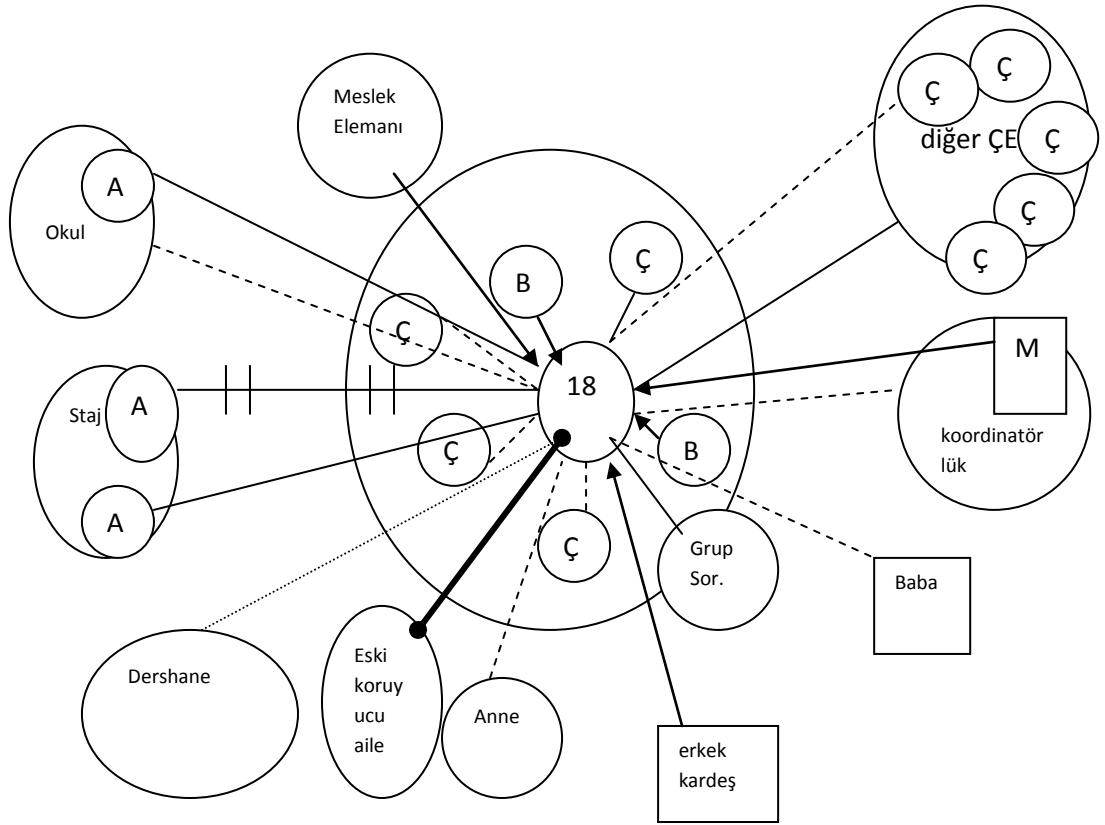 Meslek
Elemanı
Ç
Ç
diğer ÇE
Ç
Ç
Ç
A
Okul
B
Ç
Ç
18
M
koordinatör
lük
Staj
A
A
Ç
B
Ç
Grup
Sor.
Baba
Dershane
Eski
koruy
ucu
aile
Anne
erkek
kardeş